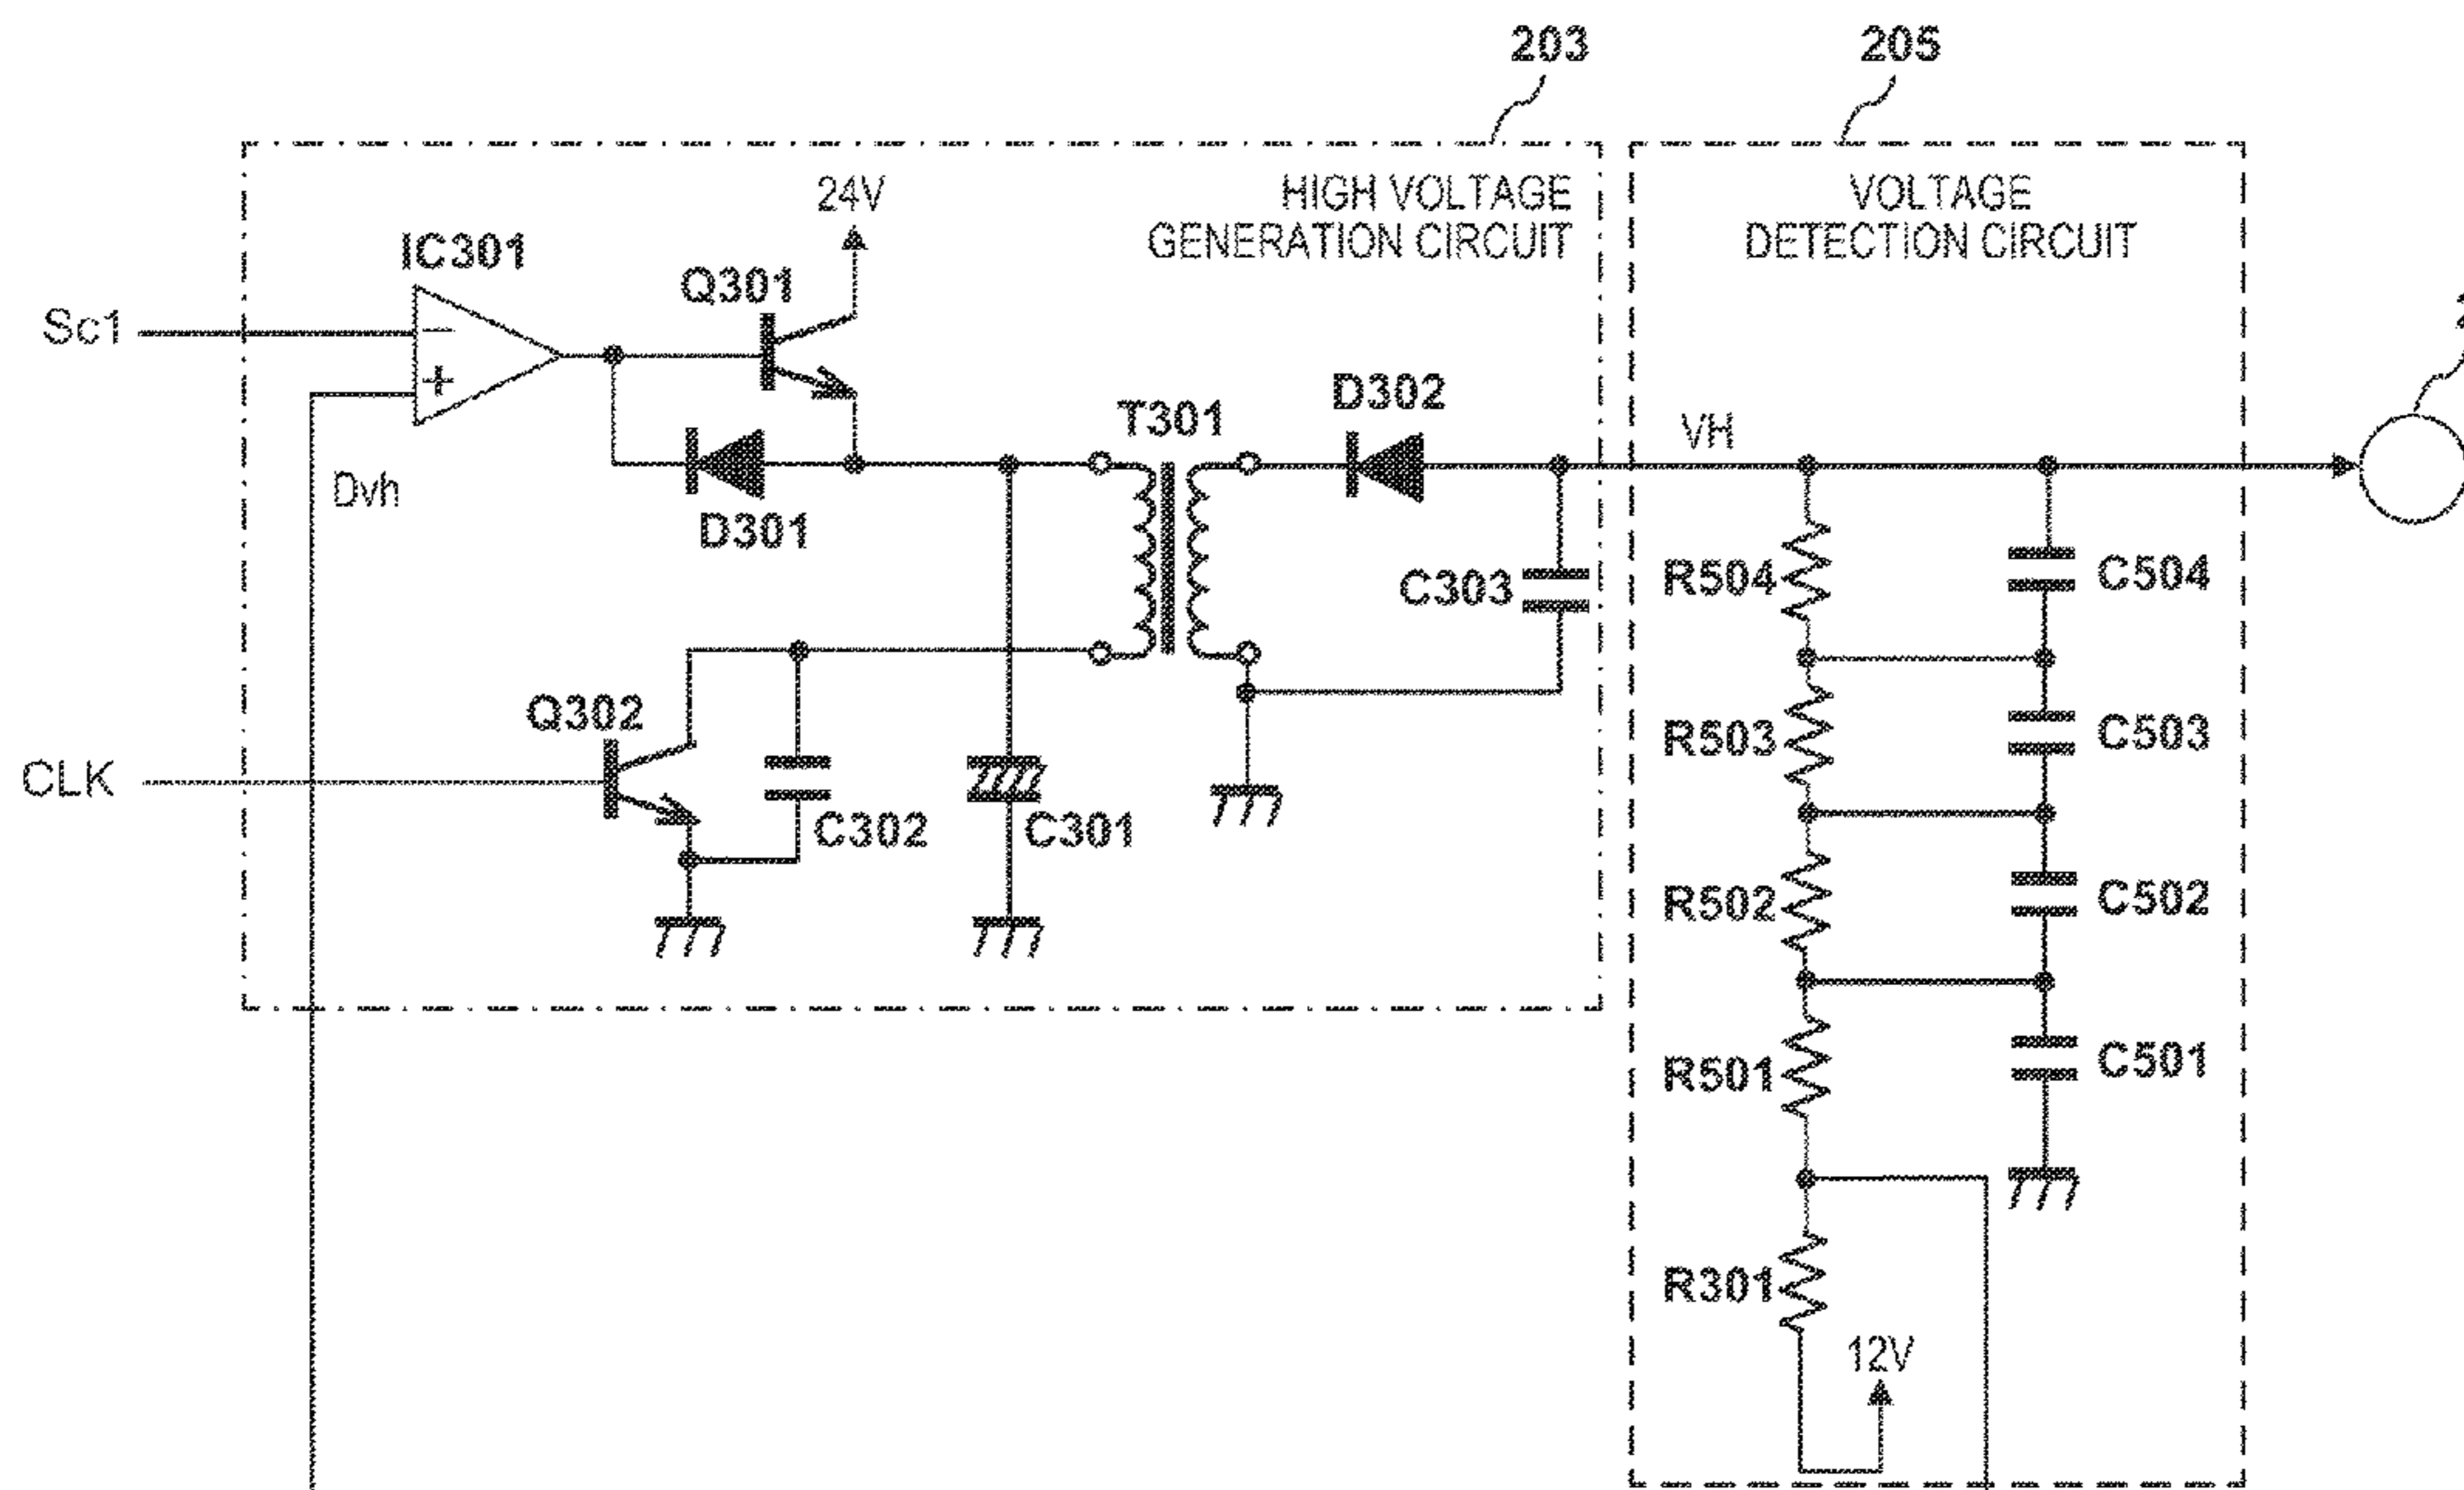 203
205
24V
HIGH VOLTAGE
GENERATION CIRCUIT
VOLTAGE
DETECTION CIRCUIT
IC301
Q301
Sc1
−
+
Dvh
D301
T301
D302
VH
C303
R504
C504
Q302
R503
C503
CLK
C302
C301
R502
C502
R501
C501
R301
12V